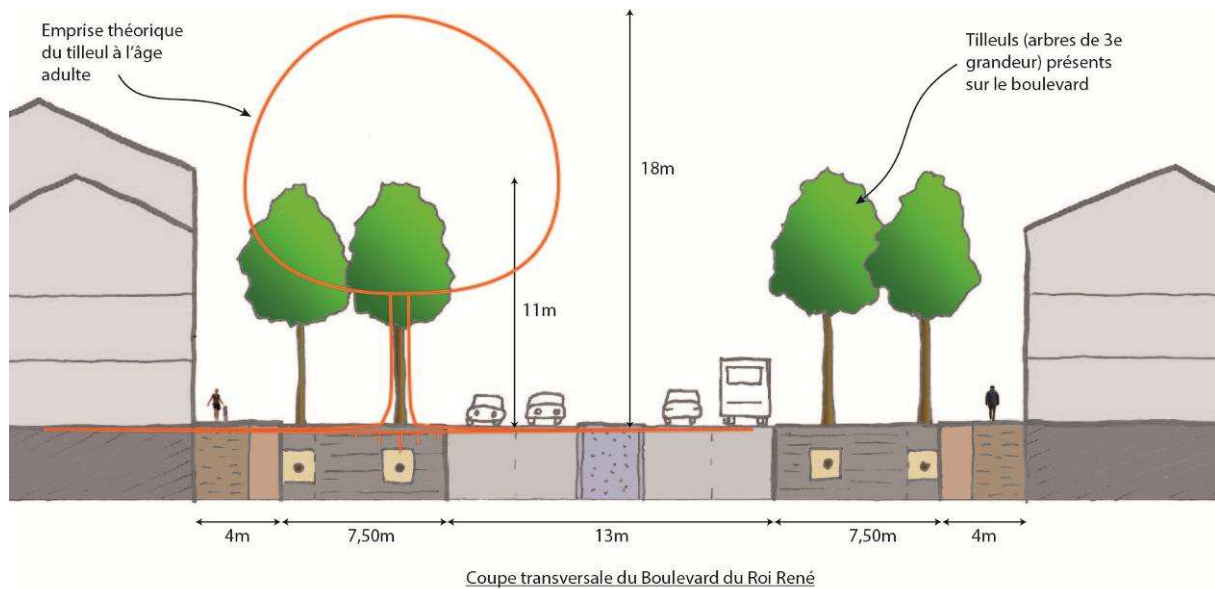 Emprise théorique
du tilleul à l'âge
adulte
Tilleuls (arbres de 3e
grandeur) présents
sur le boulevard
18m
11m
4m
7,50m
13m
7,50m
4m
Coupe transversale du Boulevard du Roi René